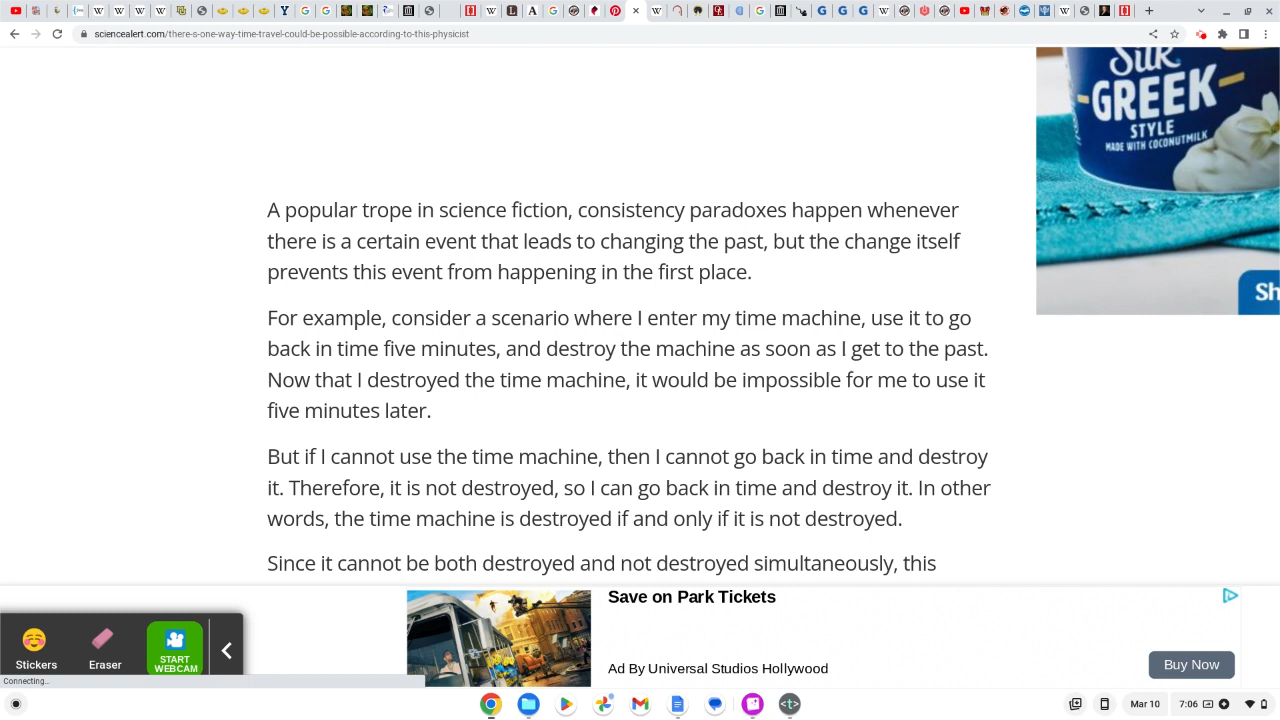 sciencealert.com/there-s-one-way-time-travel-could-be-possible-according-to-this-physicist
Silk
GREEK
STYLE
MADE WITH COCONUTMILK
Sh
A popular trope in science fiction, consistency paradoxes happen whenever
there is a certain event that leads to changing the past, but the change itself
prevents this event from happening in the first place.
For example, consider a scenario where I enter my time machine, use it to go
back in time five minutes, and destroy the machine as soon as I get to the past.
Now that I destroyed the time machine, it would be impossible for me to use it
five minutes later.
But if I cannot use the time machine, then I cannot go back in time and destroy
it. Therefore, it is not destroyed, so I can go back in time and destroy it. In other
words, the time machine is destroyed if and only if it is not destroyed.
Since it cannot be both destroyed and not destroyed simultaneously, this
Save on Park Tickets
Ad By Universal Studios Hollywood
Buy Now
Stickers
Eraser
START
WEBCAM
Connecting...
Mar 10
7:06